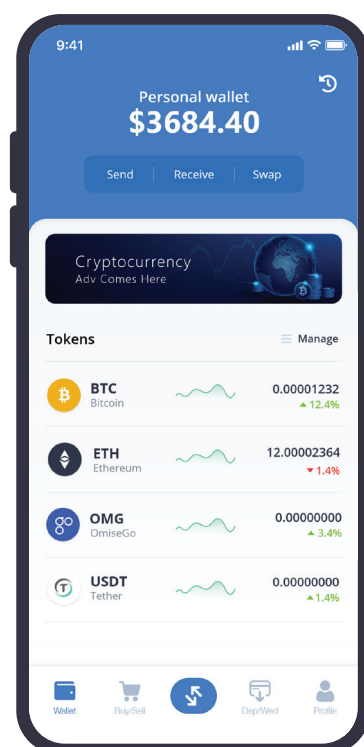 9:41
Personal wallet
$3684.40
Send Receive Swap
Cryptocurrency
Adv Comes Here
Tokens Manage
BTC 0.00001232
Bitcoin 12.4%
ETH 12.00002364
Ethereum 1.4%
OMG 0.00000000
OmiseGo 3.4%
USDT 0.00000000
Tether 1.4%
Wallet Buy/Sell Dep/Wed Profile